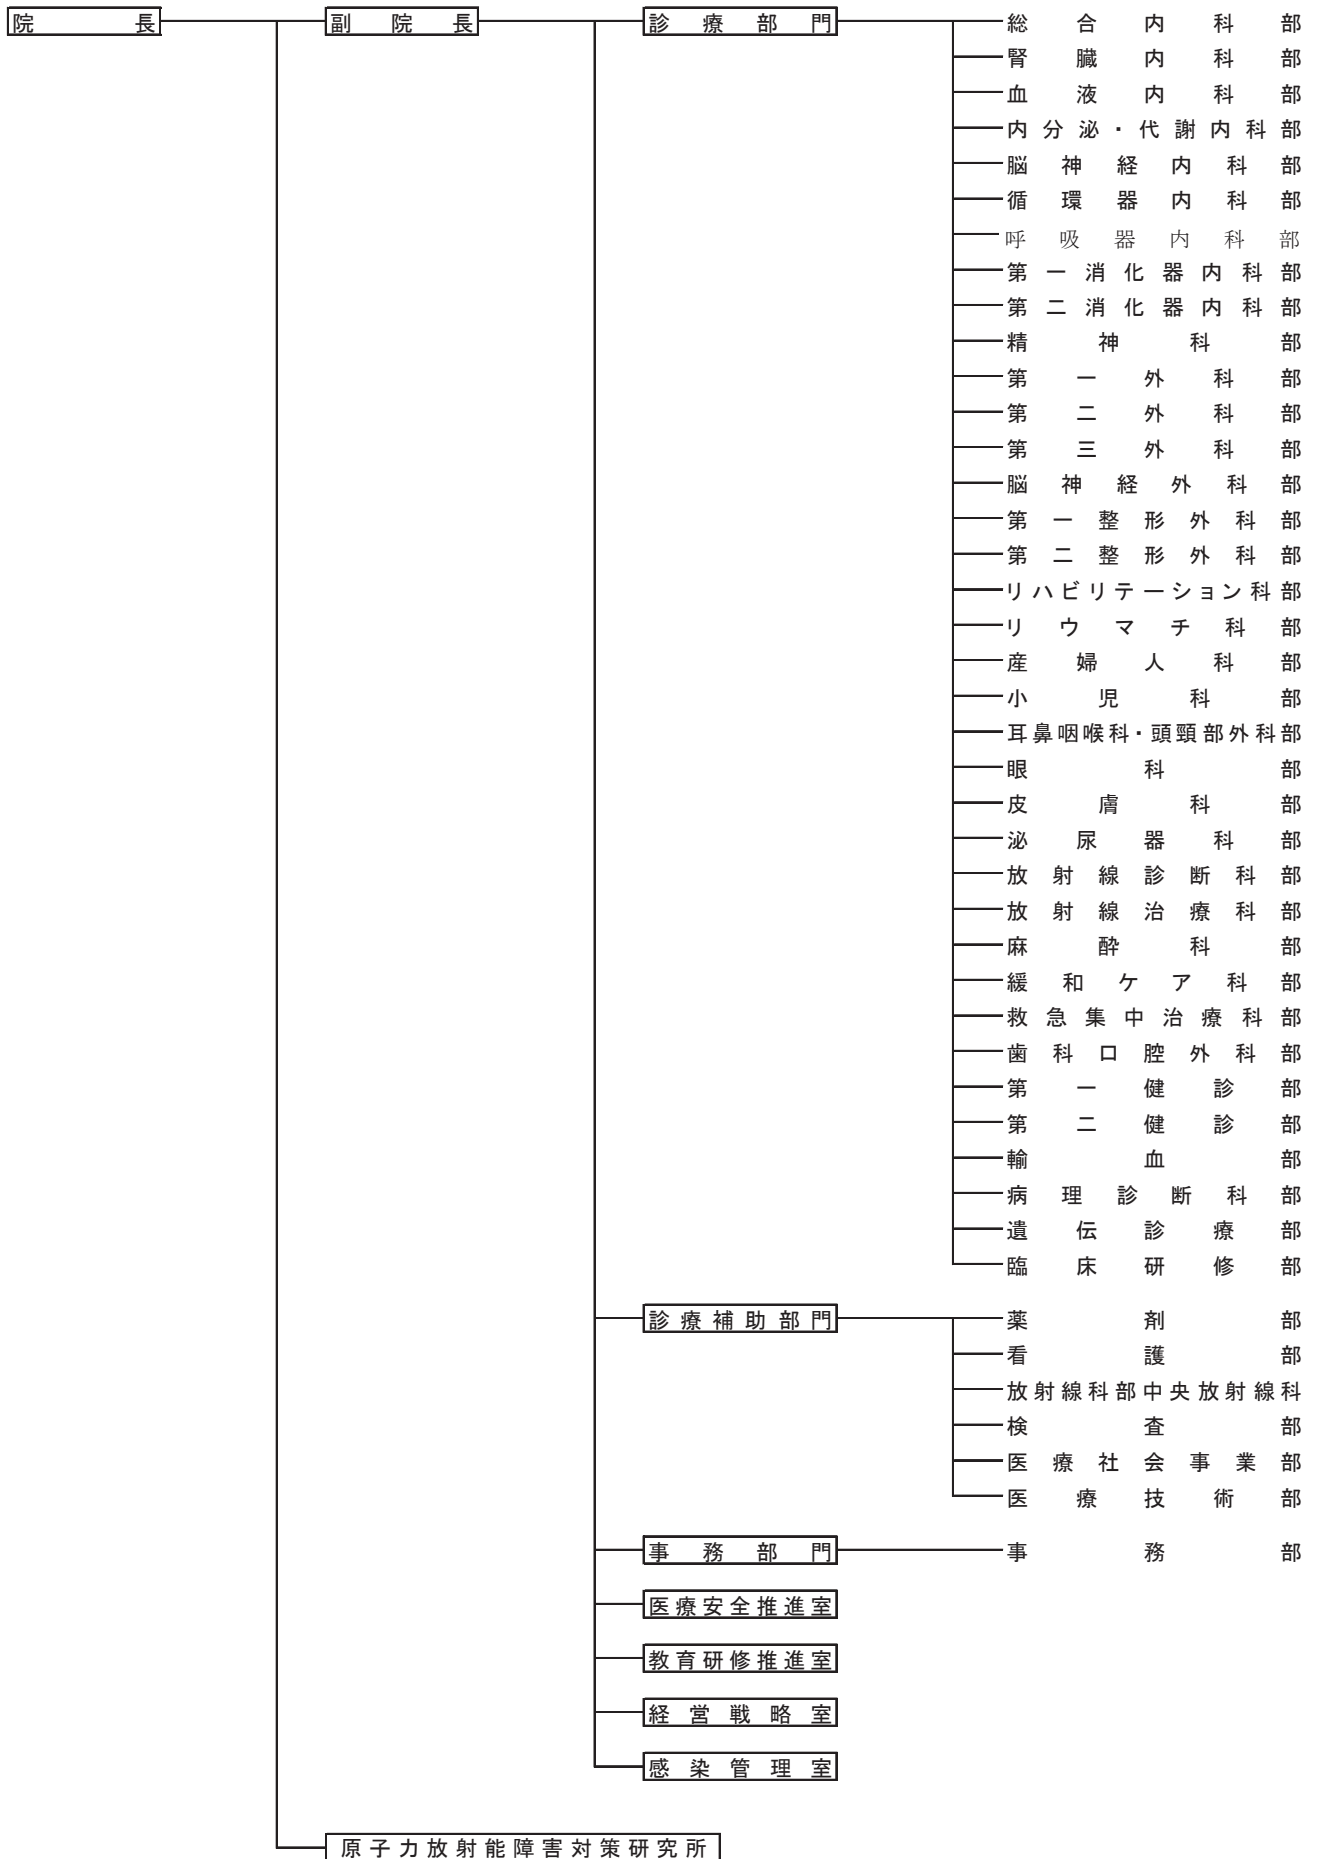 院長 副院長 診療部門 総合内科部
腎臓内科部
血液内科部
内分泌・代謝内科部
脳神経内科部
循環器内科部
呼吸器内科部
第一消化器内科部
第二消化器内科部
精神科部
第一外科部
第二外科部
第三外科部
脳神経外科部
第一整形外科部
第二整形外科部
リハビリテーション科部
リウマチ科部
産婦人科部
小児科部
耳鼻咽喉科・頭頸部外科部
眼科部
皮膚科部
泌尿器科部
放射線診断科部
放射線治療科部
麻酔科部
緩和ケア科部
救急集中治療科部
歯科口腔外科部
第一健診部
第二健診部
輸血部
病理診断科部
遺伝診療部
臨床研修部
診療補助部門 薬剤部
看護部
放射線科部中央放射線科
検査部
医療社会事業部
医療技術部
事務部門 事務部
医療安全推進室
教育研修推進室
経営戦略室
感染管理室
原子力放射能障害対策研究所